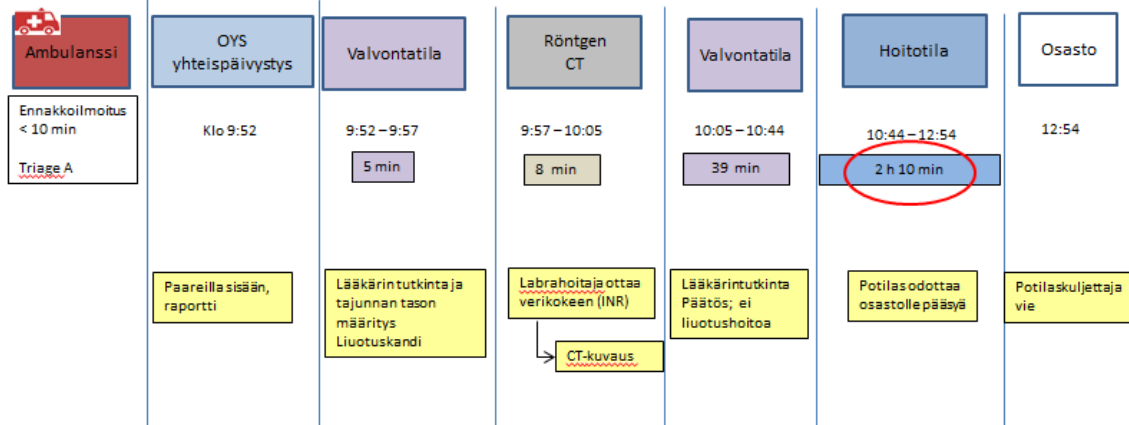 Ambulanssi
OYS
yhteispäivystys
Valvontatila
Röntgen
CT
Valvontatila
Hoitotila
Osasto
Ennakkoilmoitus
< 10 min
Triage A
Klo 9:52
9:52 – 9:57
9:57 – 10:05
10:05 – 10:44
10:44 – 12:54
12:54
5 min
8 min
39 min
2 h 10 min
Paareilla sisään,
raportti
Lääkärin tutkinta ja
tajunnan tason
määritys
Liuotuskandi
Labrahoitaja ottaa
verikokeen (INR)
CT-kuvaus
Lääkärintutkinta
Päätös; ei
liuotushoitoa
Potilas odottaa
osastolle pääsyä
Potilaskuljettaja
vie